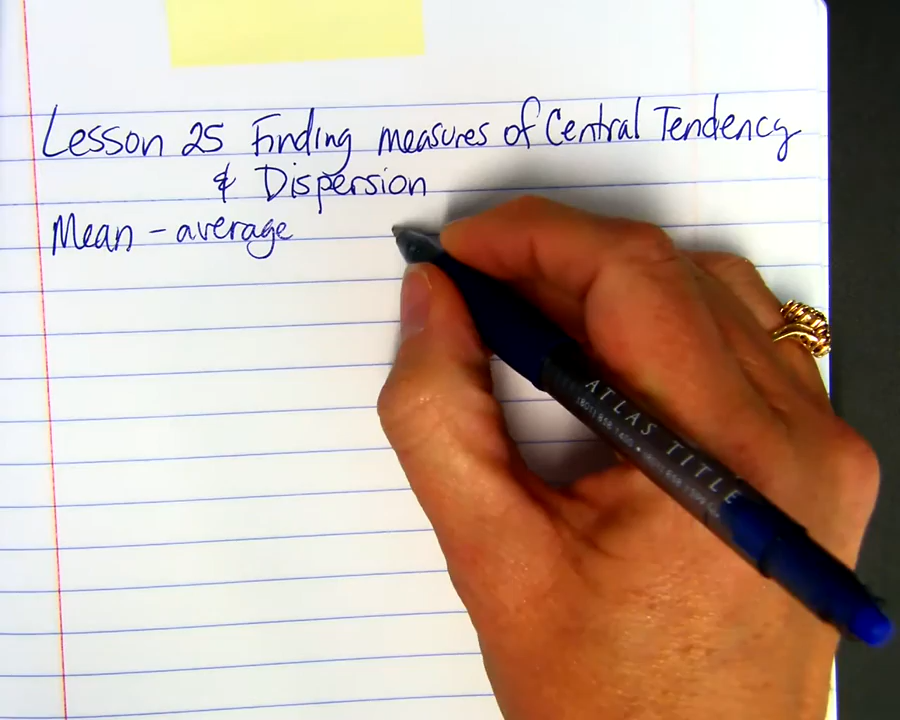 Lesson 25 Finding measures of Central Tendency
& Dispersion
Mean - average
ATLAS TITLE